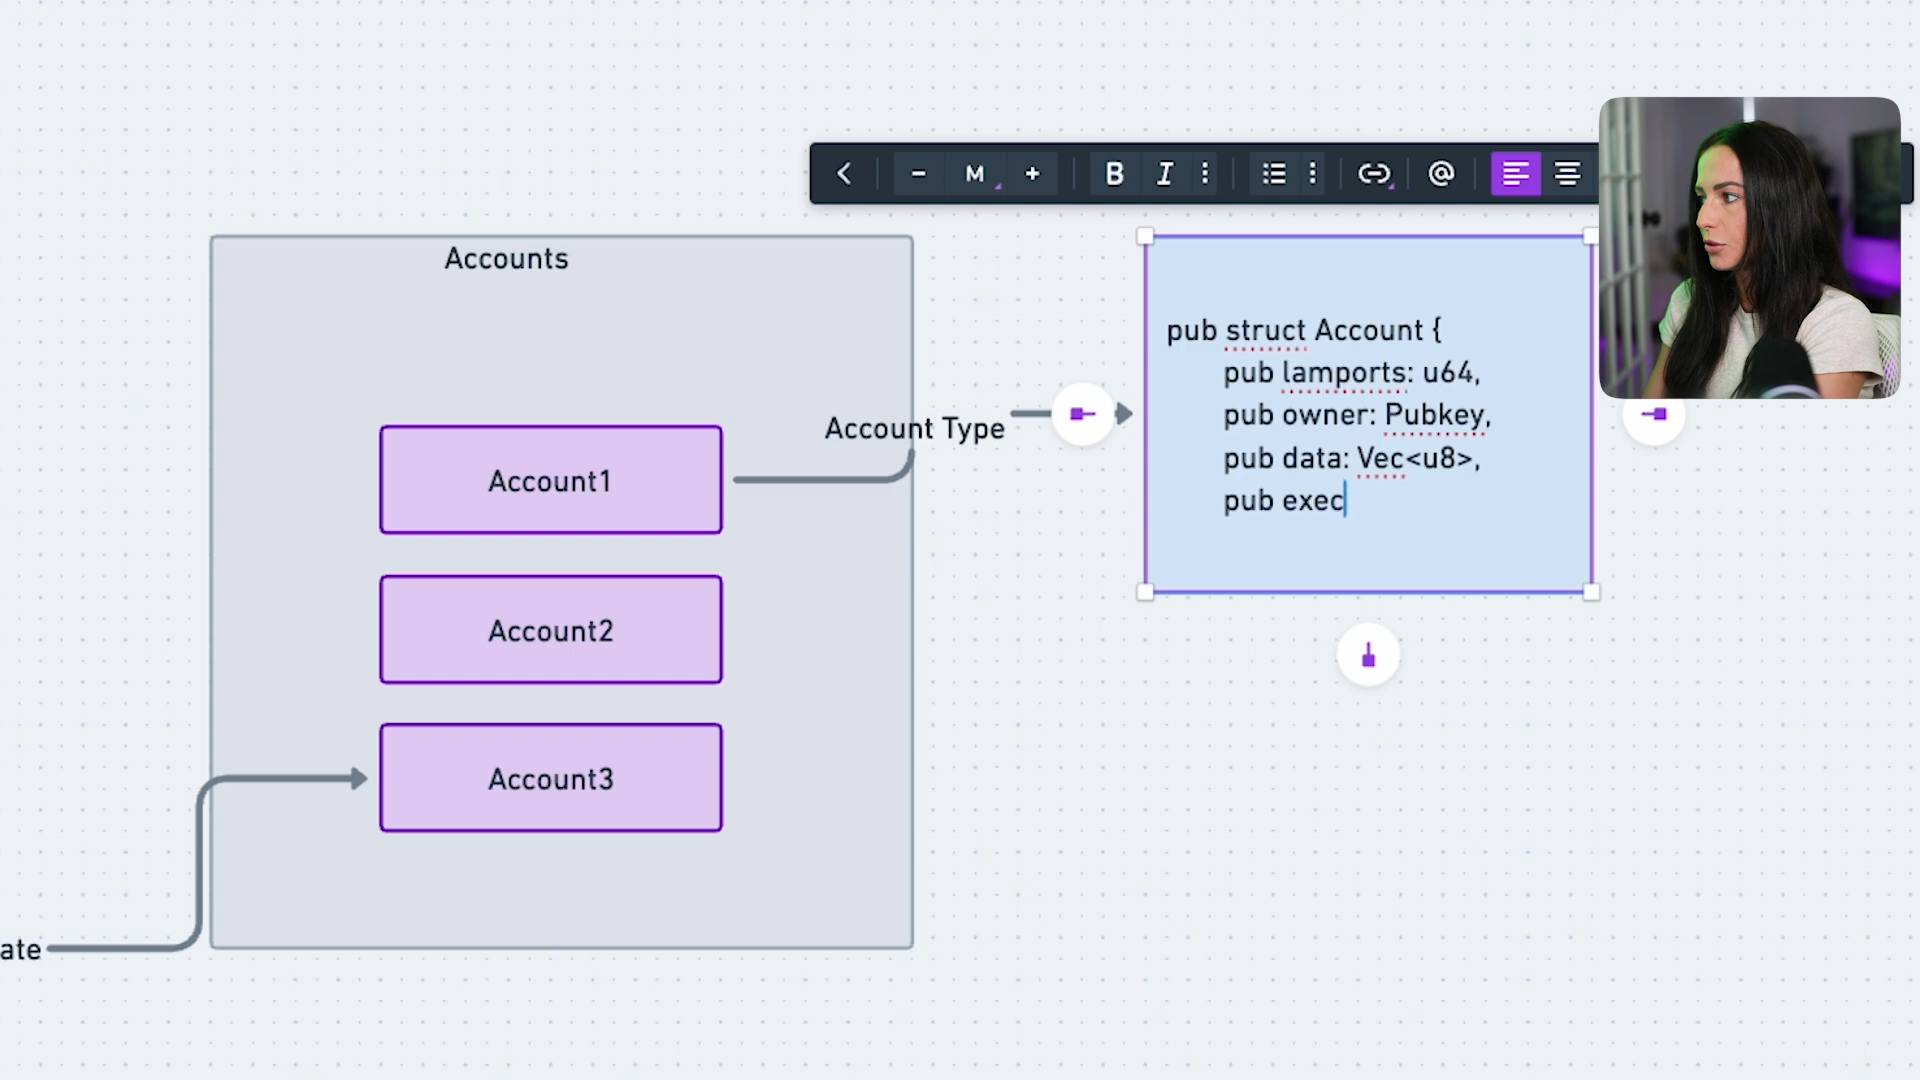 M
B I
@
Accounts
pub struct Account {
pub lamports: u64,
pub owner: Pubkey,
pub data: Vec<u8>,
pub exec
Account Type
Account1
Account2
Account3
ate